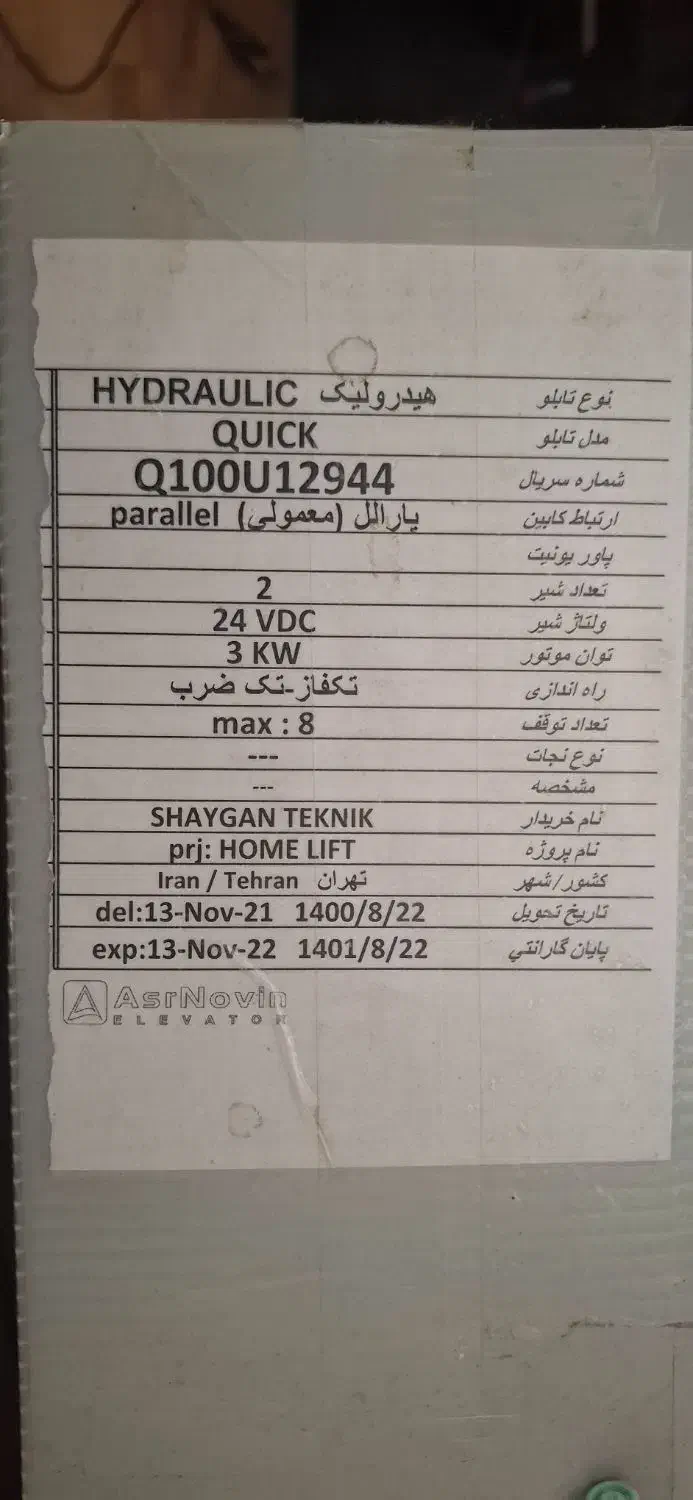 نوع تابلو هیدرولیک HYDRAULIC
مدل تابلو QUICK
شماره سریال Q100U12944
ارتباط کابین پارالل (معمولی) parallel
پاور یونیت
تعداد شیر 2
ولتاژ شیر 24 VDC
توان موتور 3 KW
راه اندازی تکفاز-تک ضرب
تعداد توقف max : 8
نوع نجات ---
مشخصه ---
نام خریدار SHAYGAN TEKNIK
نام پروژه prj: HOME LIFT
کشور/شهر Iran / Tehran تهران
تاریخ تحویل del:13-Nov-21 1400/8/22
پایان گارانتي exp:13-Nov-22 1401/8/22
AsrNovin
ELEVATOR